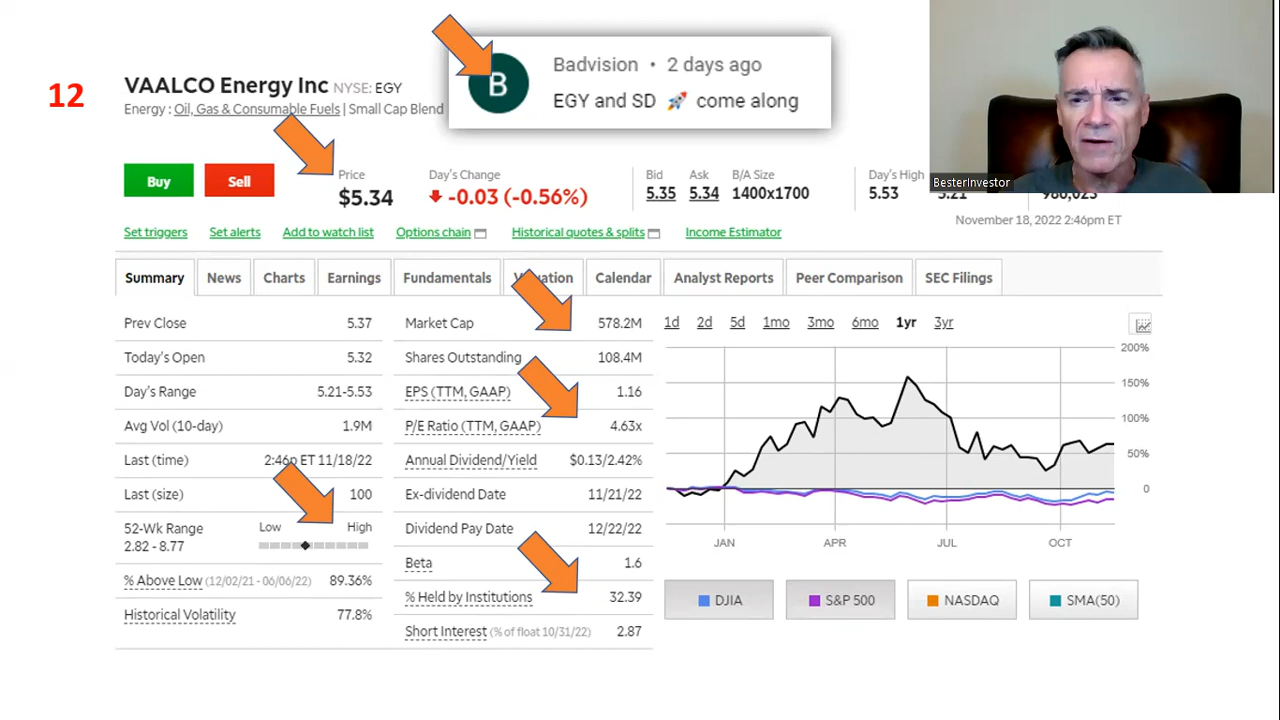 12
VAALCO Energy Inc NYSE: EGY
Energy : Oil, Gas & Consumable Fuels | Small Cap Blend
B
Badvision • 2 days ago
EGY and SD 🚀 come along
BesterInvestor
Buy
Sell
Price
$5.34
Day's Change
-0.03 (-0.56%)
Bid
5.35
Ask
5.34
B/A Size
1400x1700
Day's High
5.53
November 18, 2022 2:46pm ET
Set triggers
Set alerts
Add to watch list
Options chain
Historical quotes & splits
Income Estimator
Summary
News
Charts
Earnings
Fundamentals
Calendar
Analyst Reports
Peer Comparison
SEC Filings
Prev Close 5.37
Today's Open 5.32
Day's Range 5.21-5.53
Avg Vol (10-day) 1.9M
Last (time) 2:46p ET 11/18/22
Last (size) 100
52-Wk Range
2.82 - 8.77
Low High
% Above Low (12/02/21 - 06/06/22) 89.36%
Historical Volatility 77.8%
Market Cap 578.2M
Shares Outstanding 108.4M
EPS (TTM, GAAP) 1.16
P/E Ratio (TTM, GAAP) 4.63x
Annual Dividend/Yield $0.13/2.42%
Ex-dividend Date 11/21/22
Dividend Pay Date 12/22/22
Beta 1.6
% Held by Institutions 32.39
Short Interest (% of float 10/31/22) 2.87
1d 2d 5d 1mo 3mo 6mo 1yr 3yr
200%
150%
100%
50%
0
JAN APR JUL OCT
DJIA
S&P 500
NASDAQ
SMA(50)